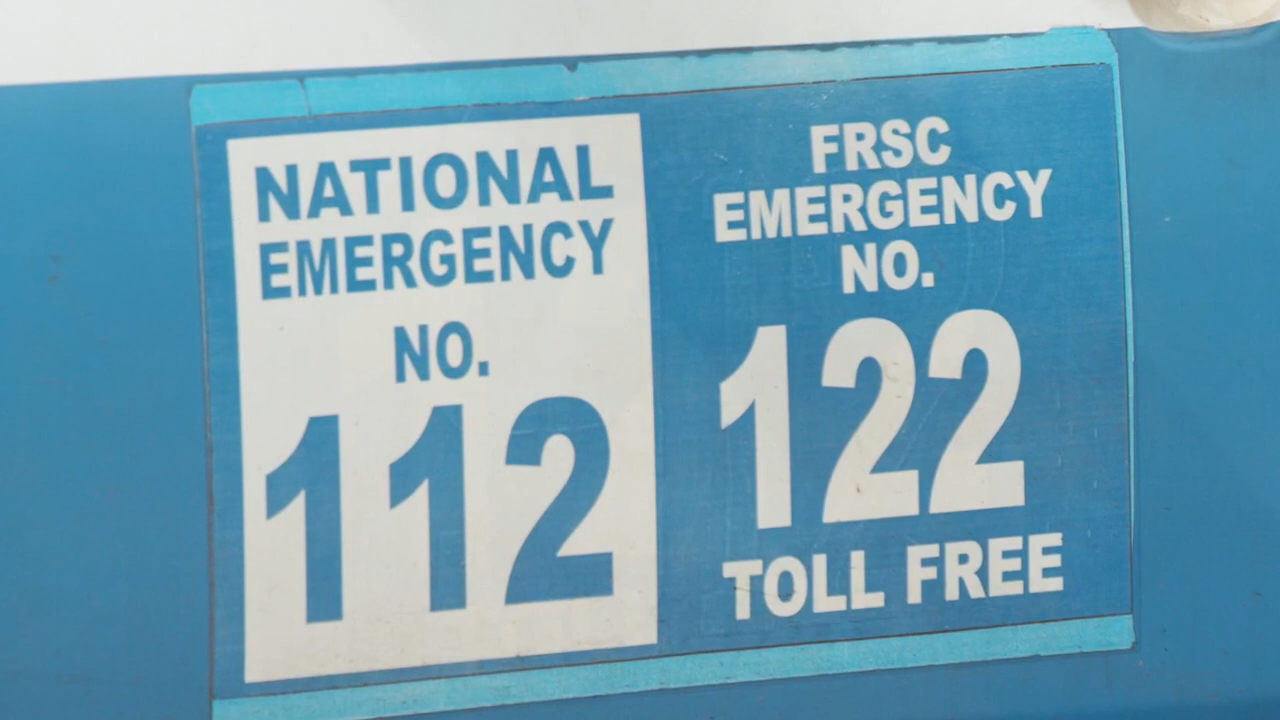 NATIONAL
EMERGENCY
NO.
112
FRSC
EMERGENCY
NO.
122
TOLL FREE